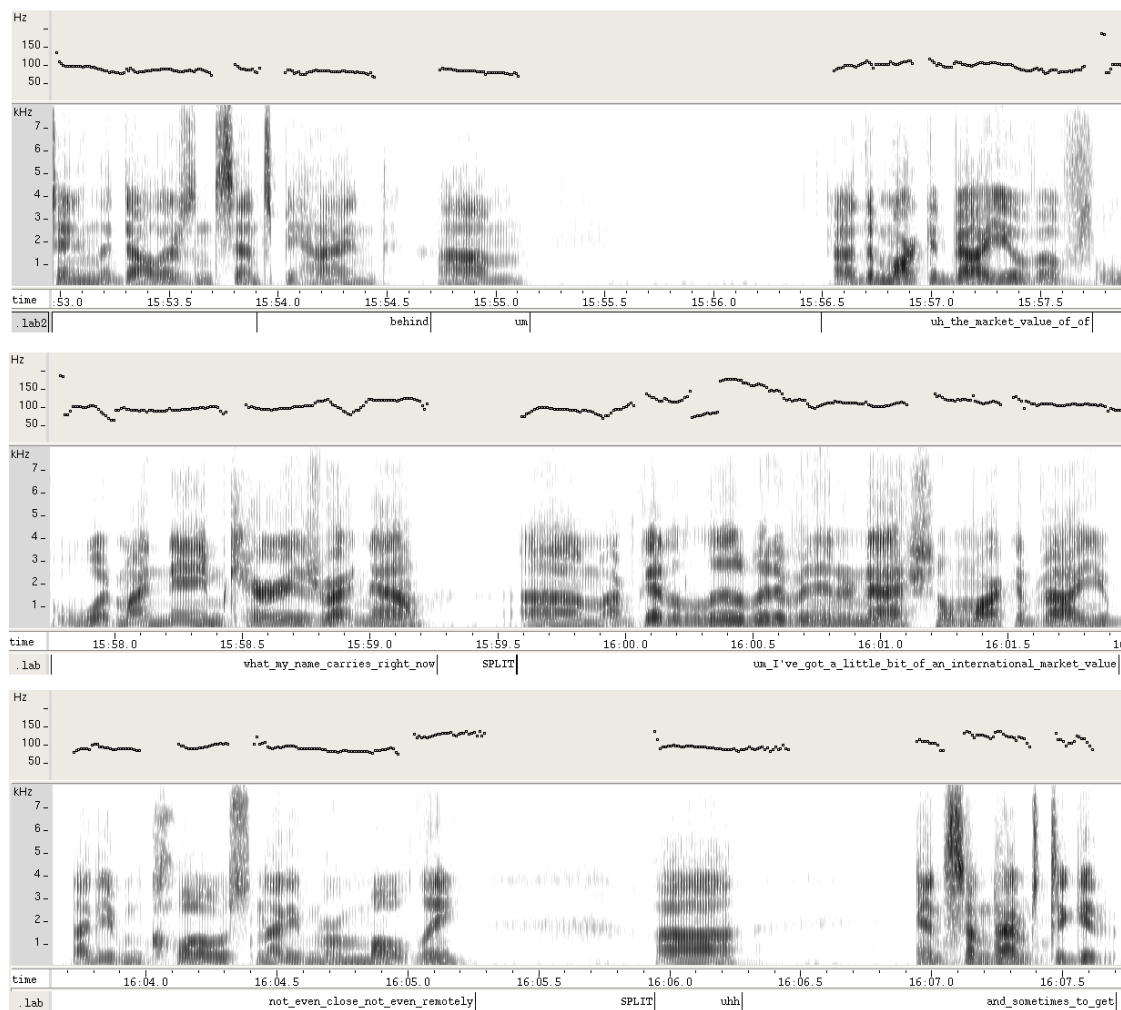 Hz
150
100
50
kHz
7
6
5
4
3
2
1
time :53.0 15:53.5 15:54.0 15:54.5 15:55.0 15:55.5 15:56.0 15:56.5 15:57.0 15:57.5
.lab2 behind um uh_the_market_value_of_of
Hz
150
100
50
kHz
7
6
5
4
3
2
1
time 15:58.0 15:58.5 15:59.0 15:59.5 16:00.0 16:00.5 16:01.0 16:01.5
.lab what_my_name_carries_right_now SPLIT um_I've_got_a_little_bit_of_an_international_market_value
Hz
150
100
50
kHz
7
6
5
4
3
2
1
time 16:04.0 16:04.5 16:05.0 16:05.5 16:06.0 16:06.5 16:07.0 16:07.5
.lab not_even_close_not_even_remotely SPLIT uhh and_sometimes_to_get